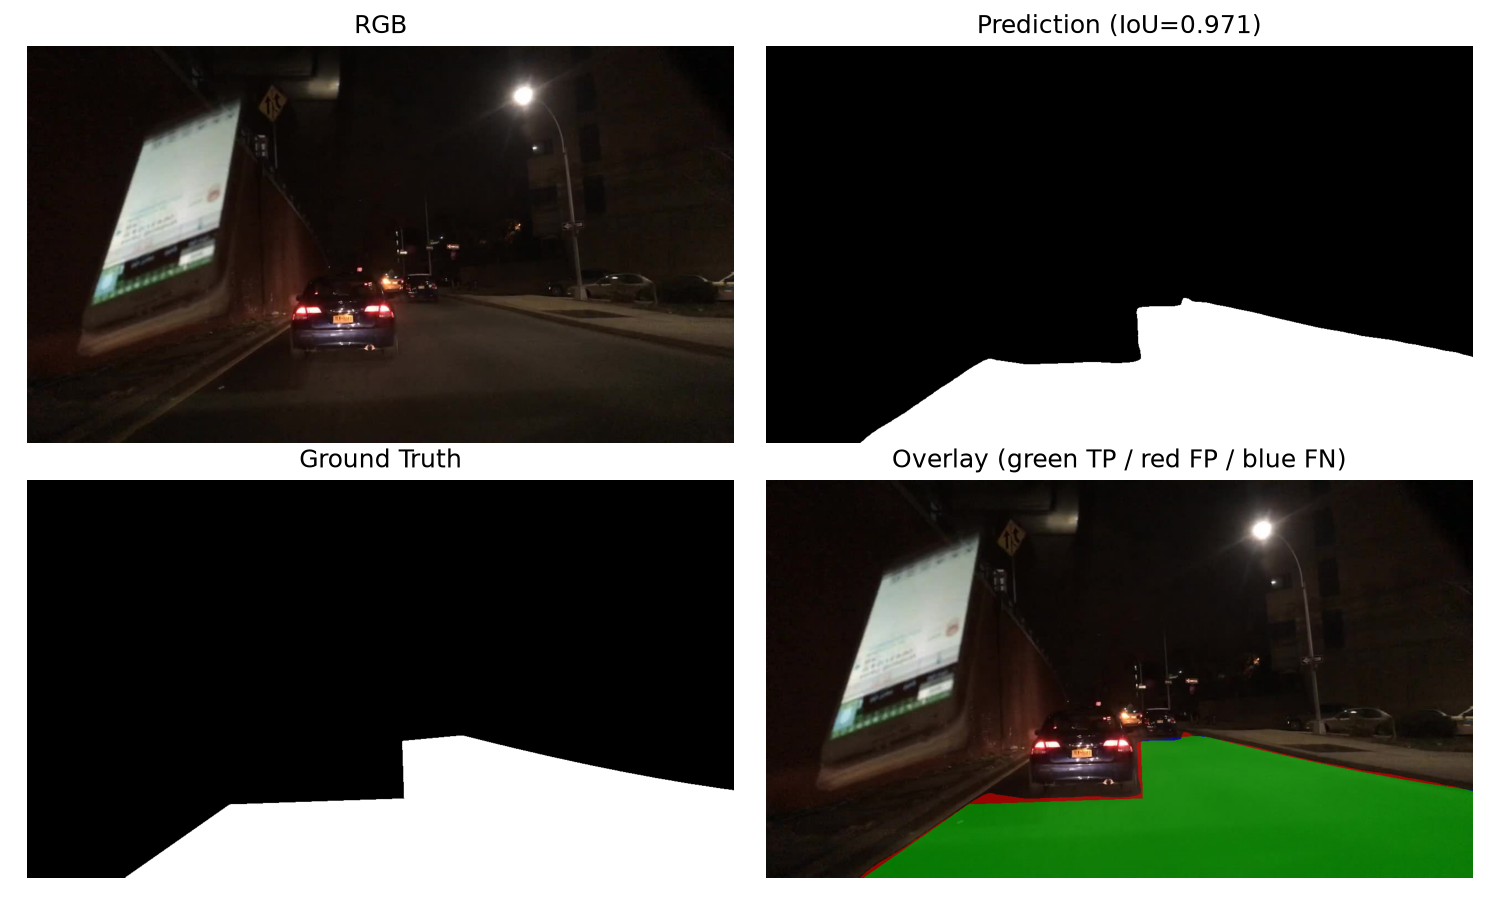 RGB
Prediction (IoU=0.971)
Ground Truth
Overlay (green TP / red FP / blue FN)